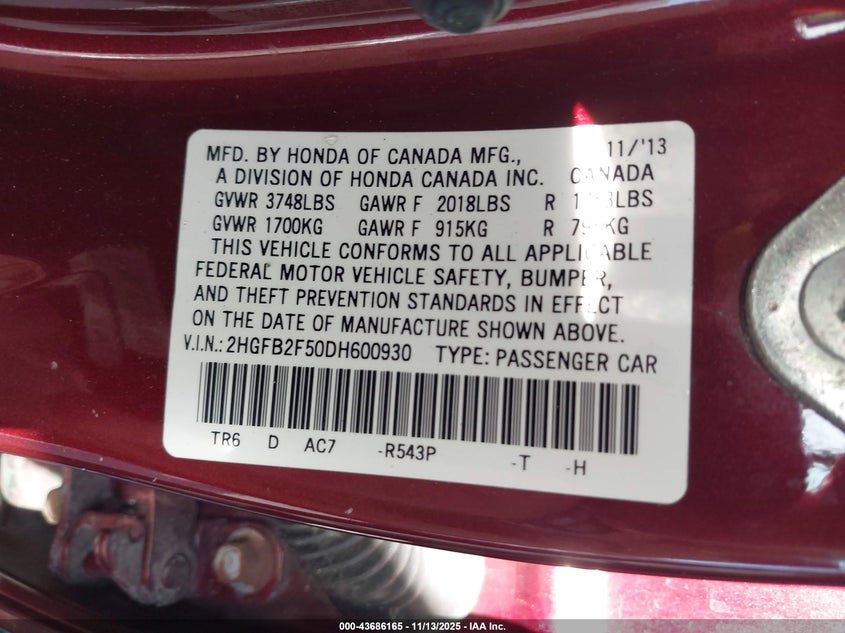 11/'13
MFD. BY HONDA OF CANADA MFG.,
A DIVISION OF HONDA CANADA INC. CANADA
GVWR 3748LBS GAWR F 2018LBS R
GVWR 1700KG GAWR F 915KG R
THIS VEHICLE CONFORMS TO ALL APPLICABLE
FEDERAL MOTOR VEHICLE SAFETY, BUMPER,
AND THEFT PREVENTION STANDARDS IN EFFECT
ON THE DATE OF MANUFACTURE SHOWN ABOVE.
V.I.N.: 2HGFB2F50DH600930 TYPE: PASSENGER CAR
TR6 D AC7 -R543P -T -H
000-43686165 - 11/13/2025 - IAA Inc.